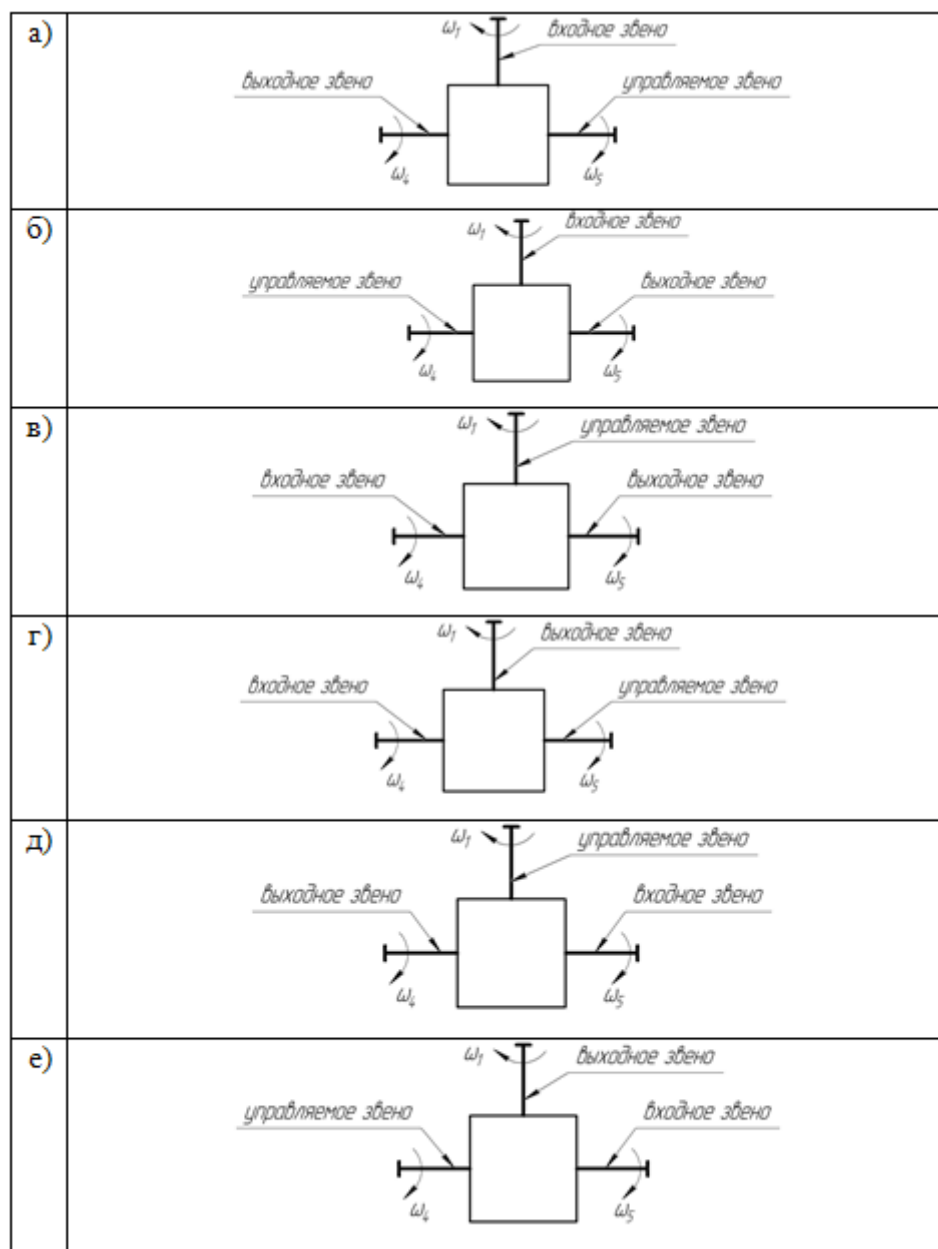 а)
ω₁
входное звено
выходное звено
управляемое звено
ω₄
ω₅
б)
ω₁
входное звено
управляемое звено
выходное звено
ω₄
ω₅
в)
ω₁
управляемое звено
входное звено
выходное звено
ω₄
ω₅
г)
ω₁
выходное звено
входное звено
управляемое звено
ω₄
ω₅
д)
ω₁
управляемое звено
выходное звено
входное звено
ω₄
ω₅
е)
ω₁
выходное звено
управляемое звено
входное звено
ω₄
ω₅